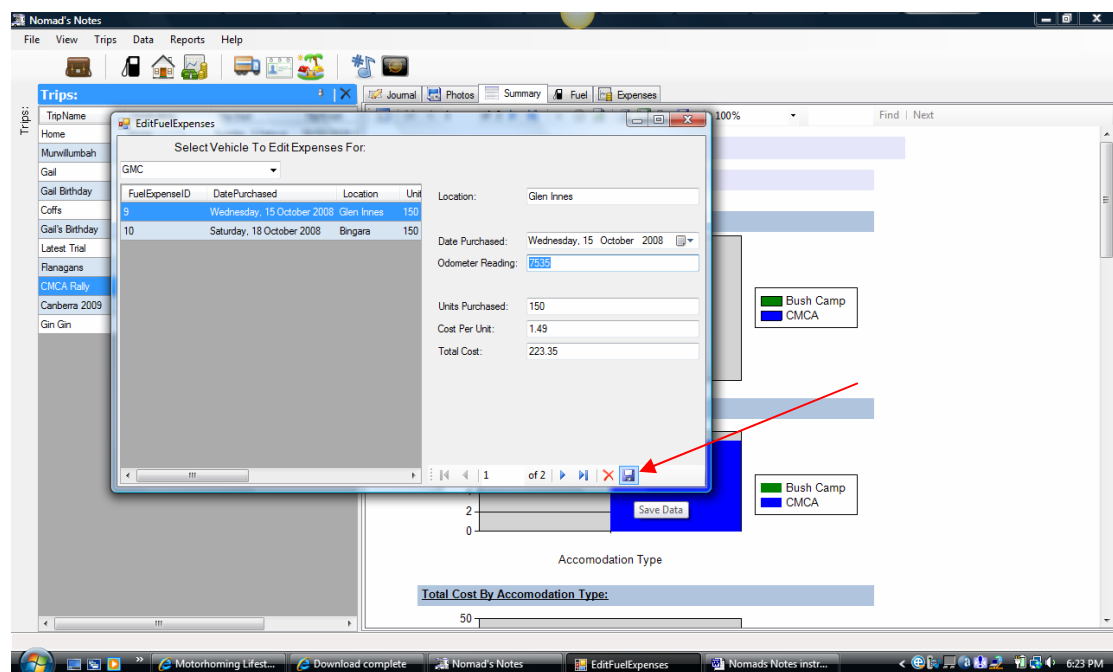 Nomad's Notes
File View Trips Data Reports Help
Trips:
Journal Photos Summary Fuel Expenses
Trips:
TripName
Home
Murwillumbah
Gail
Gail Birthday
Coffs
Gail's Birthday
Latest Trial
Flanagans
CMCA Rally
Canberra 2009
Gin Gin
100%
Find | Next
EditFuelExpenses
Select Vehicle To Edit Expenses For:
GMC
FuelExpenseID DatePurchased Location Unit
9 Wednesday, 15 October 2008 Glen Innes 150
10 Saturday, 18 October 2008 Bingara 150
Location: Glen Innes
Date Purchased: Wednesday, 15 October 2008
Odometer Reading: 7535
Units Purchased: 150
Cost Per Unit: 1.49
Total Cost: 223.35
1 of 2
Save Data
Bush Camp
CMCA
Bush Camp
CMCA
2
0
Accomodation Type
Total Cost By Accomodation Type:
50
Motorhoming Lifest... Download complete Nomad's Notes EditFuelExpenses Nomads Notes instr... 6:23 PM